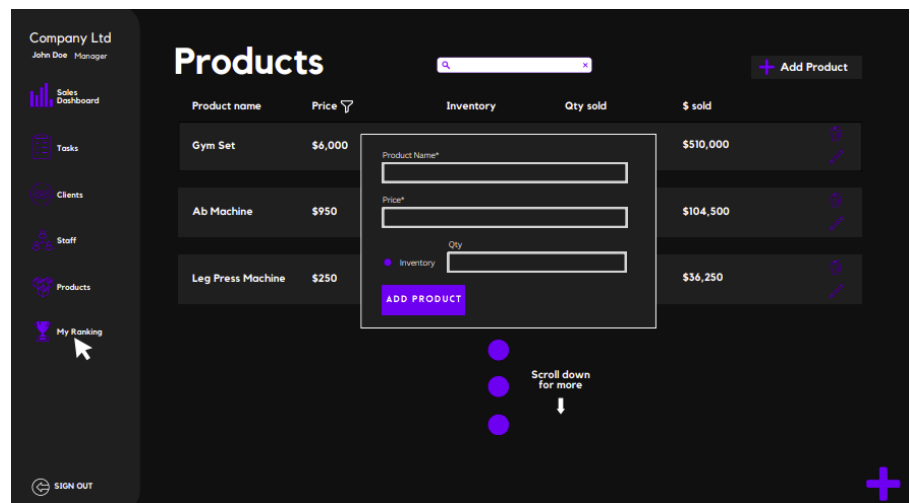 Company Ltd
John Doe Manager
Sales
Dashboard
Tasks
Clients
Staff
Products
My Ranking
SIGN OUT
Products
Add Product
Product name Price Inventory Qty sold $ sold
Gym Set $6,000 $510,000
Ab Machine $950 $104,500
Leg Press Machine $250 $36,250
Product Name*
Price*
Qty
Inventory
ADD PRODUCT
Scroll down
for more